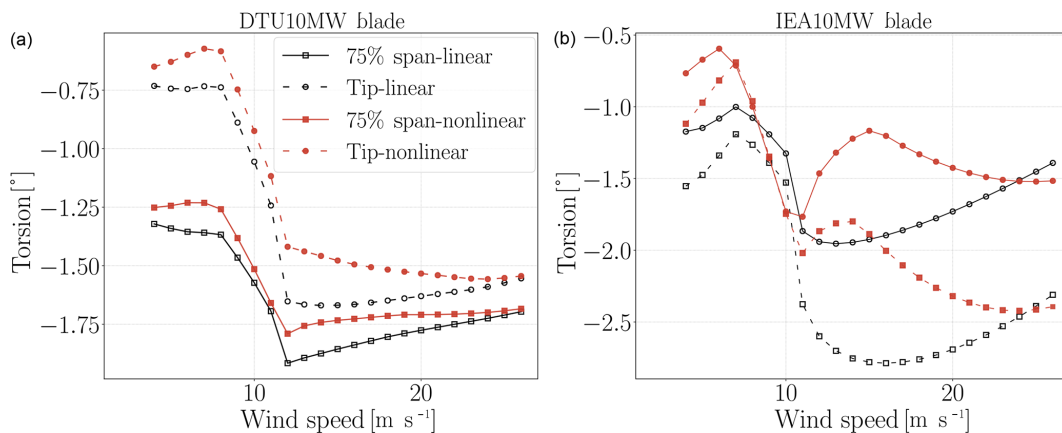 DTU10MW blade
IEA10MW blade
(a)
(b)
75% span-linear
Tip-linear
75% span-nonlinear
Tip-nonlinear
−0.75
−1.00
−1.25
−1.50
−1.75
Torsion [°]
10
20
Wind speed [m s⁻¹]
−0.5
−1.0
−1.5
−2.0
−2.5
Torsion [°]
10
20
Wind speed [m s⁻¹]